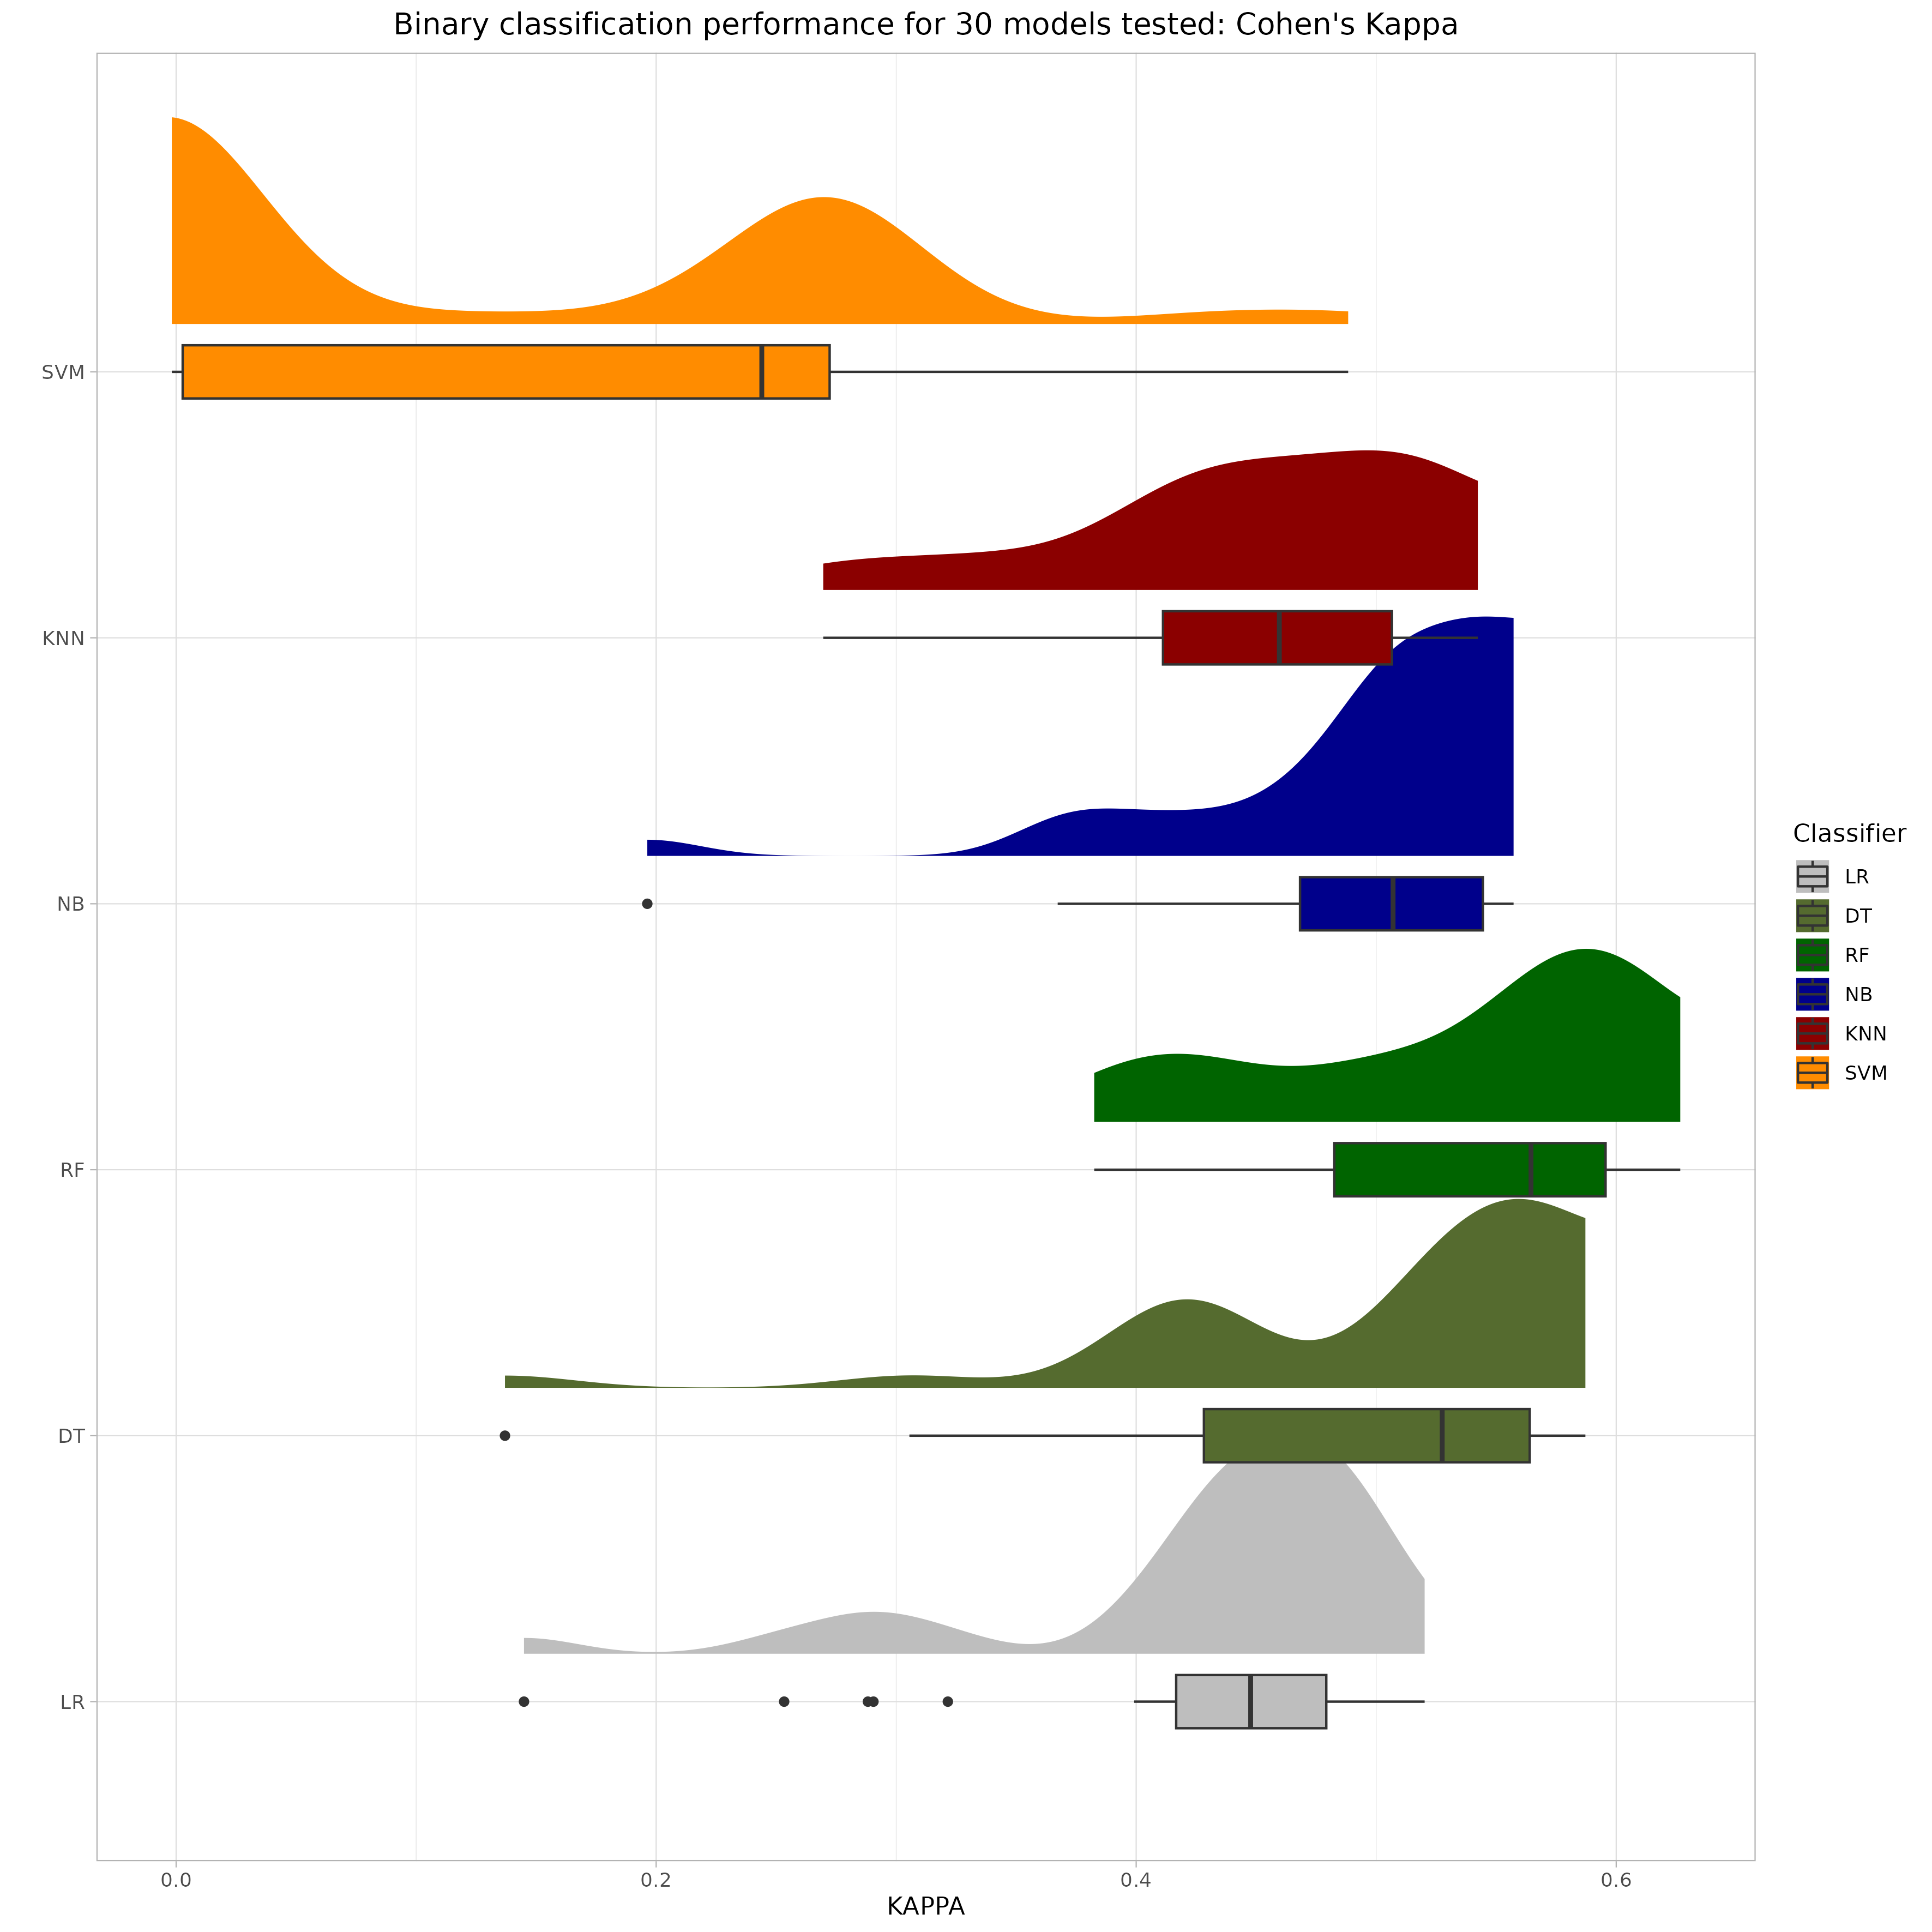 Binary classification performance for 30 models tested: Cohen's Kappa
SVM
KNN
NB
RF
DT
LR
0.0 0.2 0.4 0.6
KAPPA
Classifier
LR
DT
RF
NB
KNN
SVM